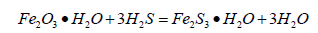 Fe₂O₃ • H₂O + 3H₂S = Fe₂S₃ • H₂O + 3H₂O